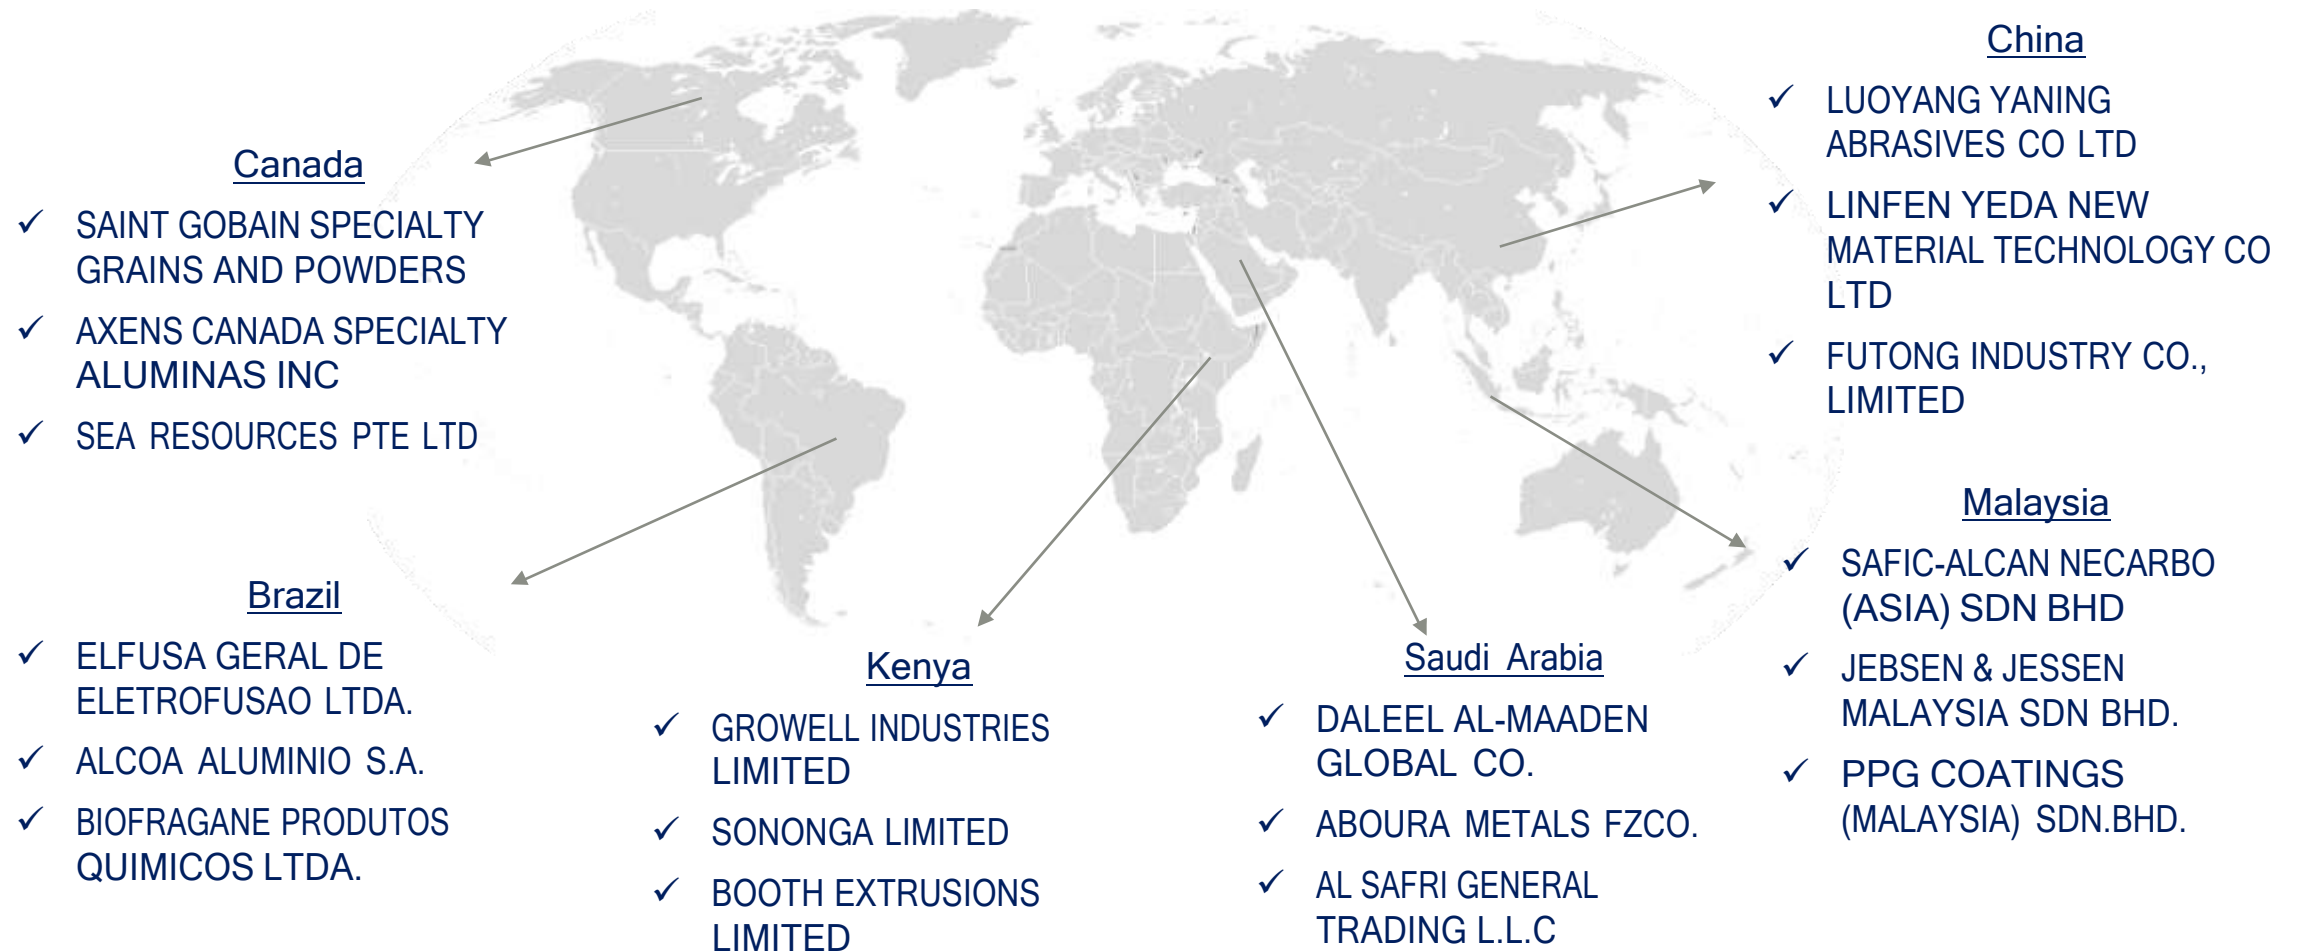 Canada
✓ SAINT GOBAIN SPECIALTY
GRAINS AND POWDERS
✓ AXENS CANADA SPECIALTY
ALUMINAS INC
✓ SEA RESOURCES PTE LTD
Brazil
✓ ELFUSA GERAL DE
ELETROFUSAO LTDA.
✓ ALCOA ALUMINIO S.A.
✓ BIOFRAGANE PRODUTOS
QUIMICOS LTDA.
Kenya
✓ GROWELL INDUSTRIES
LIMITED
✓ SONONGA LIMITED
✓ BOOTH EXTRUSIONS
LIMITED
Saudi Arabia
✓ DALEEL AL-MAADEN
GLOBAL CO.
✓ ABOURA METALS FZCO.
✓ AL SAFRI GENERAL
TRADING L.L.C
China
✓ LUOYANG YANING
ABRASIVES CO LTD
✓ LINFEN YEDA NEW
MATERIAL TECHNOLOGY CO
LTD
✓ FUTONG INDUSTRY CO.,
LIMITED
Malaysia
✓ SAFIC-ALCAN NECARBO
(ASIA) SDN BHD
✓ JEBSEN & JESSEN
MALAYSIA SDN BHD.
✓ PPG COATINGS
(MALAYSIA) SDN.BHD.